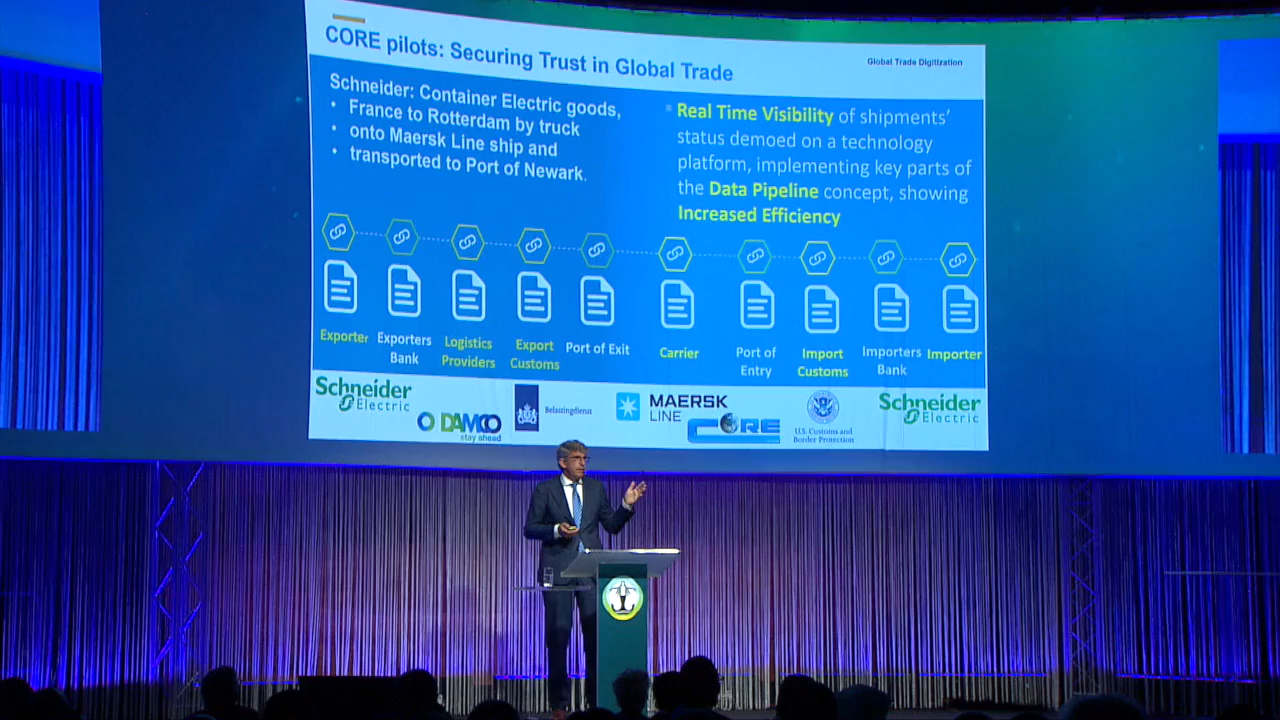 CORE pilots: Securing Trust in Global Trade
Global Trade Digitization
Schneider: Container Electric goods,
• France to Rotterdam by truck
• onto Maersk Line ship and
• transported to Port of Newark.
Real Time Visibility of shipments'
status demoed on a technology
platform, implementing key parts of
the Data Pipeline concept, showing
Increased Efficiency
Exporter
Exporters
Bank
Logistics
Providers
Export
Customs
Port of Exit
Carrier
Port of
Entry
Import
Customs
Importers
Bank
Importer
Schneider
Electric
DAMCO
stay ahead
Belastingdienst
MAERSK
LINE
CORE
U.S. Customs and
Border Protection
Schneider
Electric